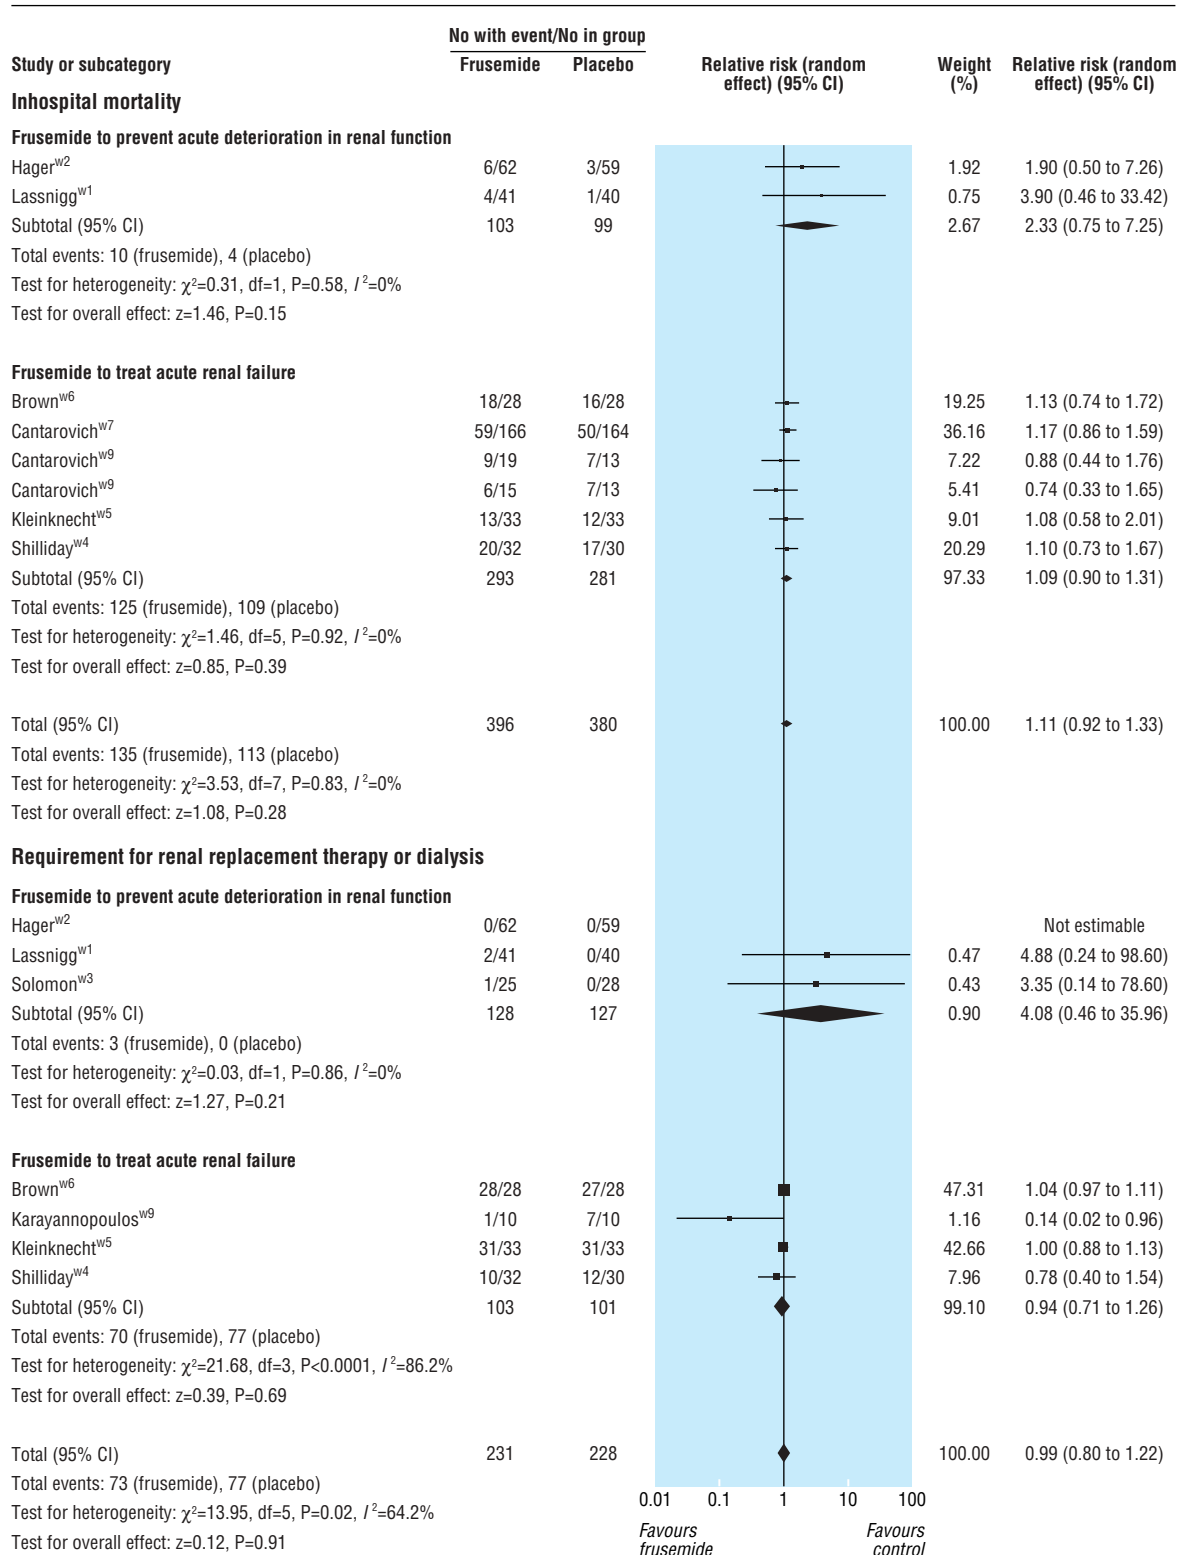 No with event/No in group
Study or subcategory Frusemide Placebo Relative risk (random effect) (95% CI) Weight (%) Relative risk (random effect) (95% CI)
Inhospital mortality
Frusemide to prevent acute deterioration in renal function
Hager^w2 6/62 3/59 1.92 1.90 (0.50 to 7.26)
Lassnigg^w1 4/41 1/40 0.75 3.90 (0.46 to 33.42)
Subtotal (95% CI) 103 99 2.67 2.33 (0.75 to 7.25)
Total events: 10 (frusemide), 4 (placebo)
Test for heterogeneity: χ²=0.31, df=1, P=0.58, I²=0%
Test for overall effect: z=1.46, P=0.15
Frusemide to treat acute renal failure
Brown^w6 18/28 16/28 19.25 1.13 (0.74 to 1.72)
Cantarovich^w7 59/166 50/164 36.16 1.17 (0.86 to 1.59)
Cantarovich^w9 9/19 7/13 7.22 0.88 (0.44 to 1.76)
Cantarovich^w9 6/15 7/13 5.41 0.74 (0.33 to 1.65)
Kleinknecht^w5 13/33 12/33 9.01 1.08 (0.58 to 2.01)
Shilliday^w4 20/32 17/30 20.29 1.10 (0.73 to 1.67)
Subtotal (95% CI) 293 281 97.33 1.09 (0.90 to 1.31)
Total events: 125 (frusemide), 109 (placebo)
Test for heterogeneity: χ²=1.46, df=5, P=0.92, I²=0%
Test for overall effect: z=0.85, P=0.39
Total (95% CI) 396 380 100.00 1.11 (0.92 to 1.33)
Total events: 135 (frusemide), 113 (placebo)
Test for heterogeneity: χ²=3.53, df=7, P=0.83, I²=0%
Test for overall effect: z=1.08, P=0.28
Requirement for renal replacement therapy or dialysis
Frusemide to prevent acute deterioration in renal function
Hager^w2 0/62 0/59 Not estimable
Lassnigg^w1 2/41 0/40 0.47 4.88 (0.24 to 98.60)
Solomon^w3 1/25 0/28 0.43 3.35 (0.14 to 78.60)
Subtotal (95% CI) 128 127 0.90 4.08 (0.46 to 35.96)
Total events: 3 (frusemide), 0 (placebo)
Test for heterogeneity: χ²=0.03, df=1, P=0.86, I²=0%
Test for overall effect: z=1.27, P=0.21
Frusemide to treat acute renal failure
Brown^w6 28/28 27/28 47.31 1.04 (0.97 to 1.11)
Karayannopoulos^w9 1/10 7/10 1.16 0.14 (0.02 to 0.96)
Kleinknecht^w5 31/33 31/33 42.66 1.00 (0.88 to 1.13)
Shilliday^w4 10/32 12/30 7.96 0.78 (0.40 to 1.54)
Subtotal (95% CI) 103 101 99.10 0.94 (0.71 to 1.26)
Total events: 70 (frusemide), 77 (placebo)
Test for heterogeneity: χ²=21.68, df=3, P<0.0001, I²=86.2%
Test for overall effect: z=0.39, P=0.69
Total (95% CI) 231 228 100.00 0.99 (0.80 to 1.22)
Total events: 73 (frusemide), 77 (placebo)
Test for heterogeneity: χ²=13.95, df=5, P=0.02, I²=64.2%
Test for overall effect: z=0.12, P=0.91
0.01 0.1 1 10 100
Favours frusemide
Favours control